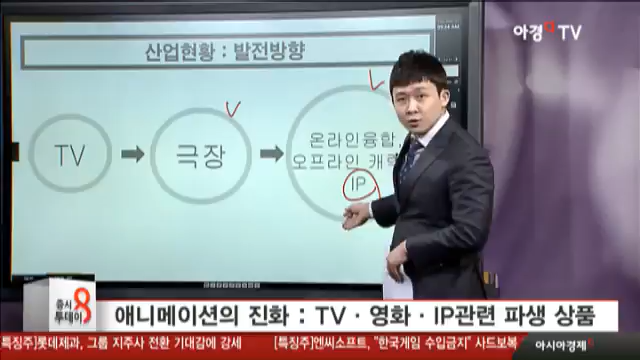 아경 TV
산업현황 : 발전방향
TV
극장
온라인융합,
오프라인 캐릭
IP
증시
투데이 8
애니메이션의 진화 : TV · 영화 · IP관련 파생 상품
특징주]롯데제과, 그룹 지주사 전환 기대감에 강세 [특징주]엔씨소프트, "한국게임 수입금지" 사드보복 아시아경제